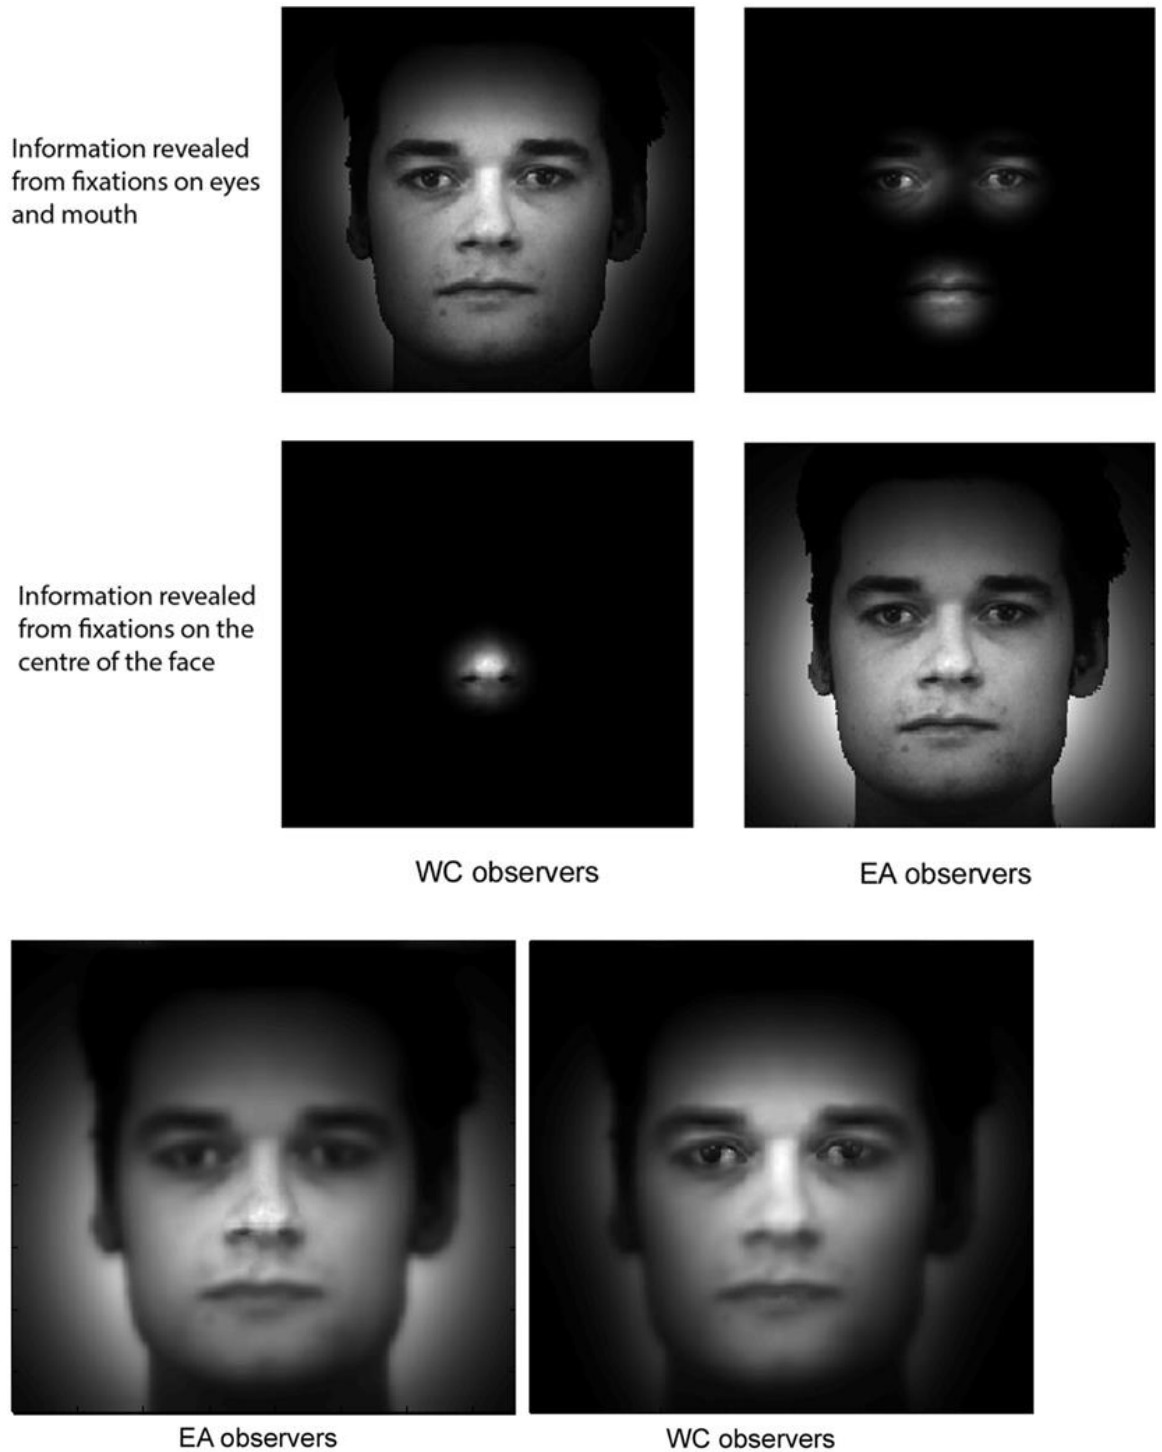 Information revealed
from fixations on eyes
and mouth
Information revealed
from fixations on the
centre of the face
WC observers
EA observers
EA observers
WC observers